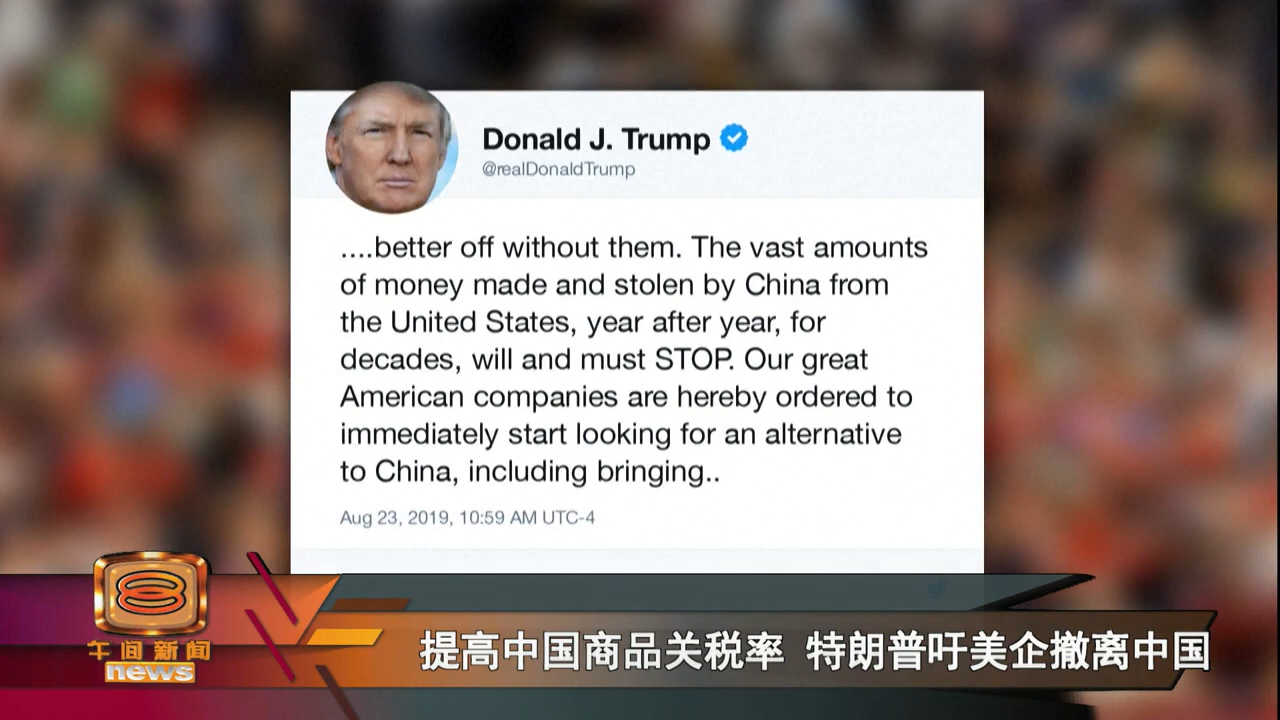 Donald J. Trump
@realDonaldTrump
....better off without them. The vast amounts
of money made and stolen by China from
the United States, year after year, for
decades, will and must STOP. Our great
American companies are hereby ordered to
immediately start looking for an alternative
to China, including bringing..
Aug 23, 2019, 10:59 AM UTC-4
8
午间新闻
news
提高中国商品关税率 特朗普吁美企撤离中国